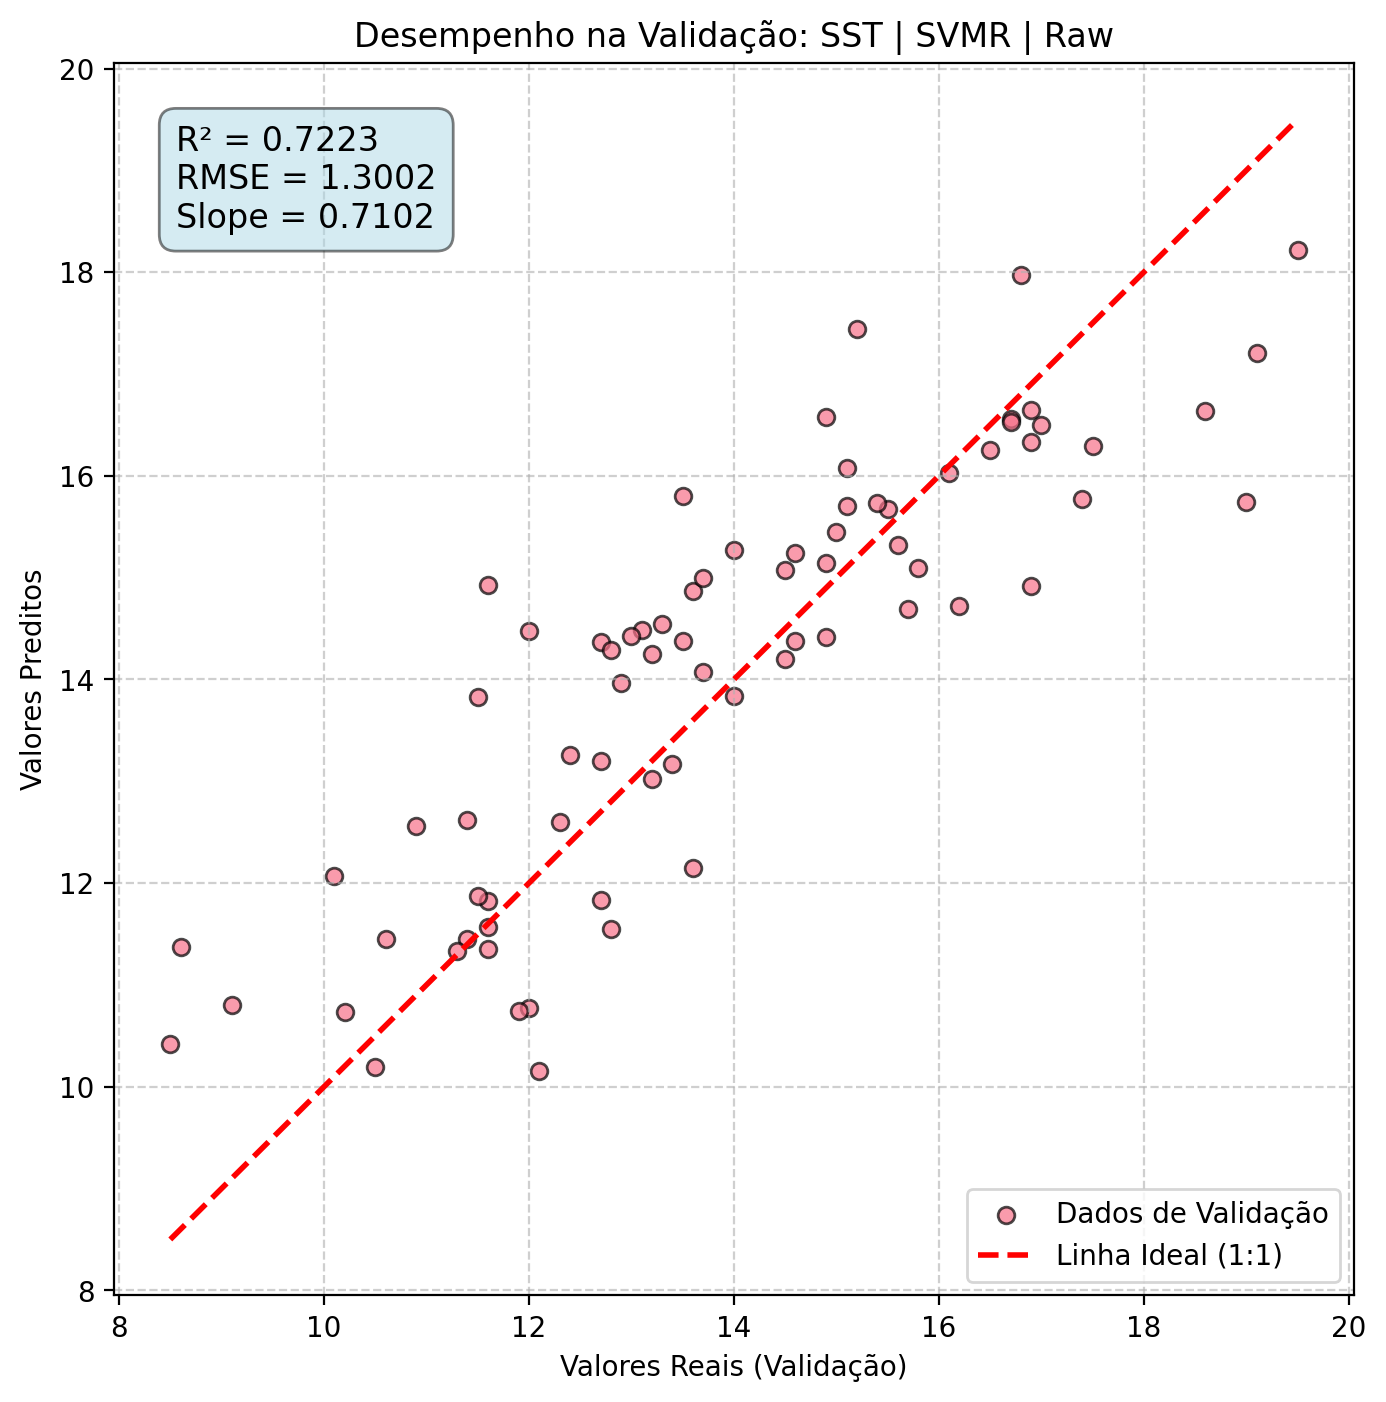 Desempenho na Validação: SST | SVMR | Raw
20
18
16
14
12
10
8
Valores Preditos
R² = 0.7223
RMSE = 1.3002
Slope = 0.7102
Dados de Validação
Linha Ideal (1:1)
8 10 12 14 16 18 20
Valores Reais (Validação)